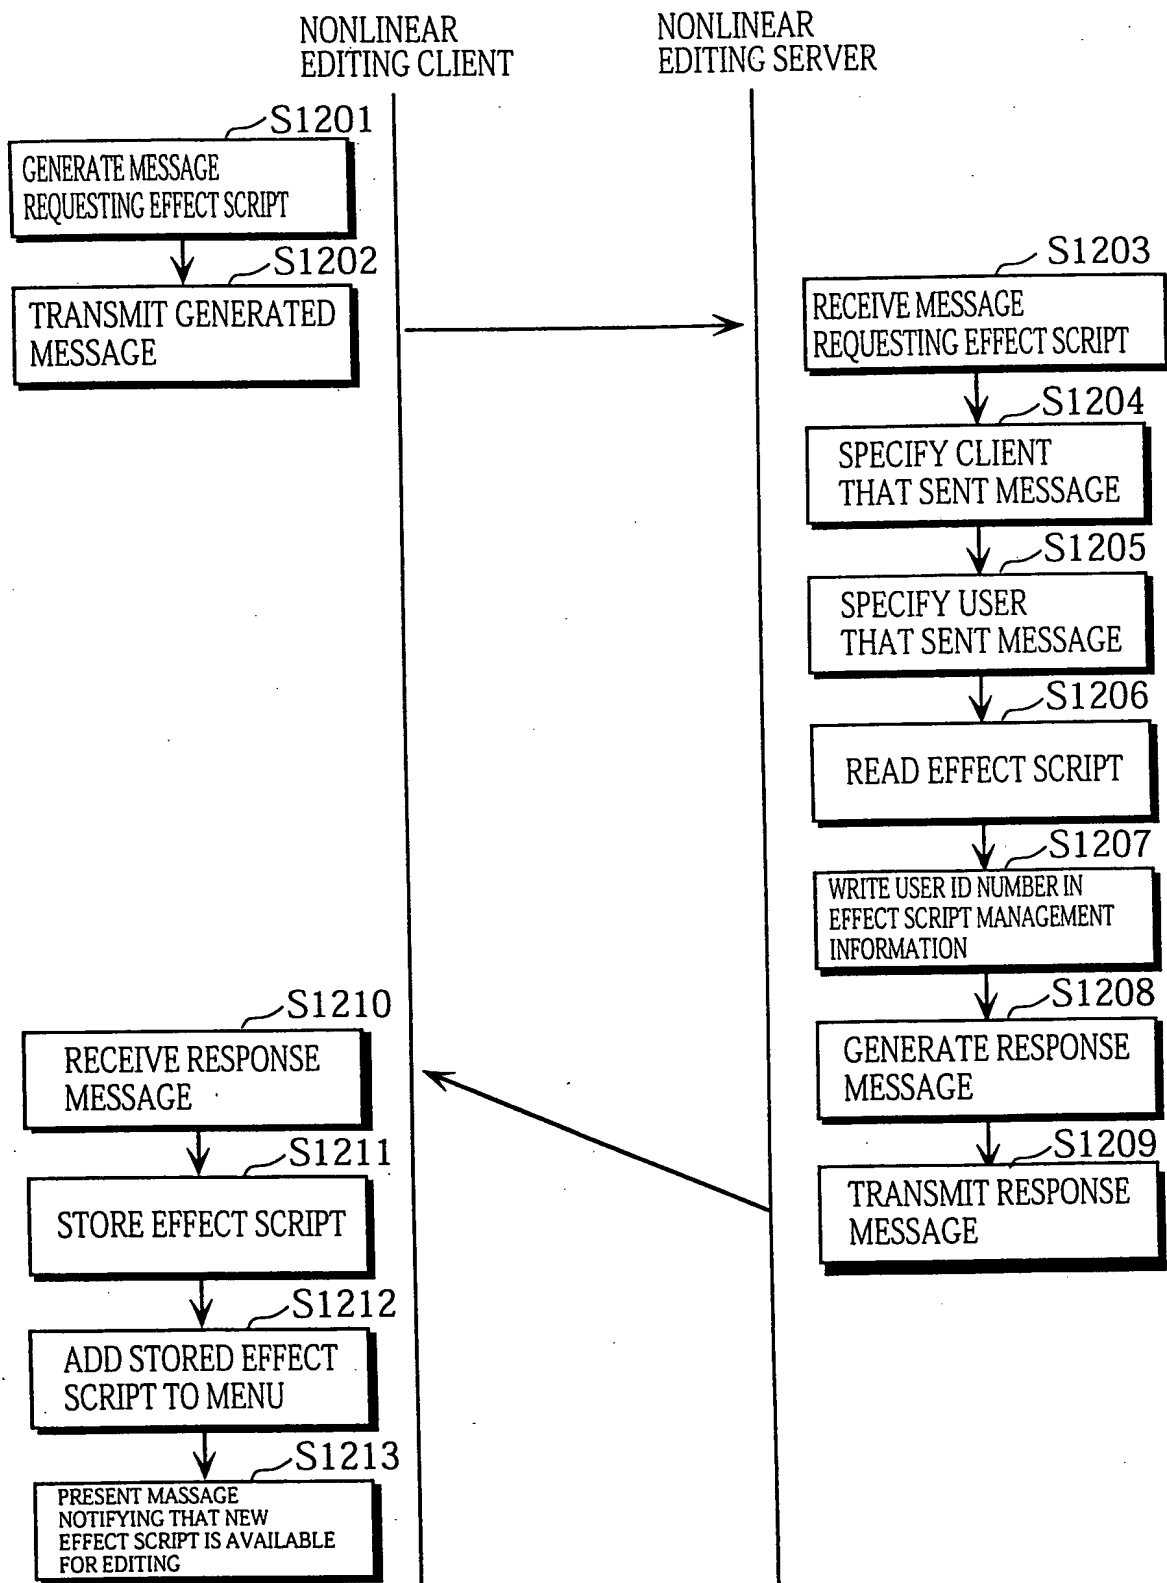 NONLINEAR
EDITING CLIENT
NONLINEAR
EDITING SERVER
S1201
GENERATE MESSAGE
REQUESTING EFFECT SCRIPT
S1202
TRANSMIT GENERATED
MESSAGE
S1203
RECEIVE MESSAGE
REQUESTING EFFECT SCRIPT
S1204
SPECIFY CLIENT
THAT SENT MESSAGE
S1205
SPECIFY USER
THAT SENT MESSAGE
S1206
READ EFFECT SCRIPT
S1207
WRITE USER ID NUMBER IN
EFFECT SCRIPT MANAGEMENT
INFORMATION
S1208
GENERATE RESPONSE
MESSAGE
S1209
TRANSMIT RESPONSE
MESSAGE
S1210
RECEIVE RESPONSE
MESSAGE
S1211
STORE EFFECT SCRIPT
S1212
ADD STORED EFFECT
SCRIPT TO MENU
S1213
PRESENT MASSAGE
NOTIFYING THAT NEW
EFFECT SCRIPT IS AVAILABLE
FOR EDITING